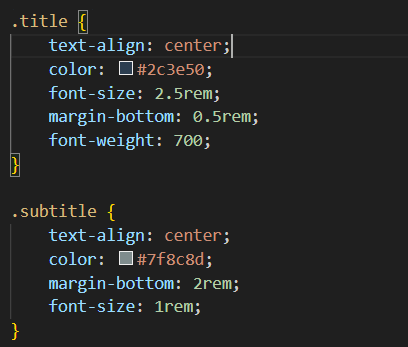 .title {
    text-align: center;
    color: #2c3e50;
    font-size: 2.5rem;
    margin-bottom: 0.5rem;
    font-weight: 700;
}

.subtitle {
    text-align: center;
    color: #7f8c8d;
    margin-bottom: 2rem;
    font-size: 1rem;
}